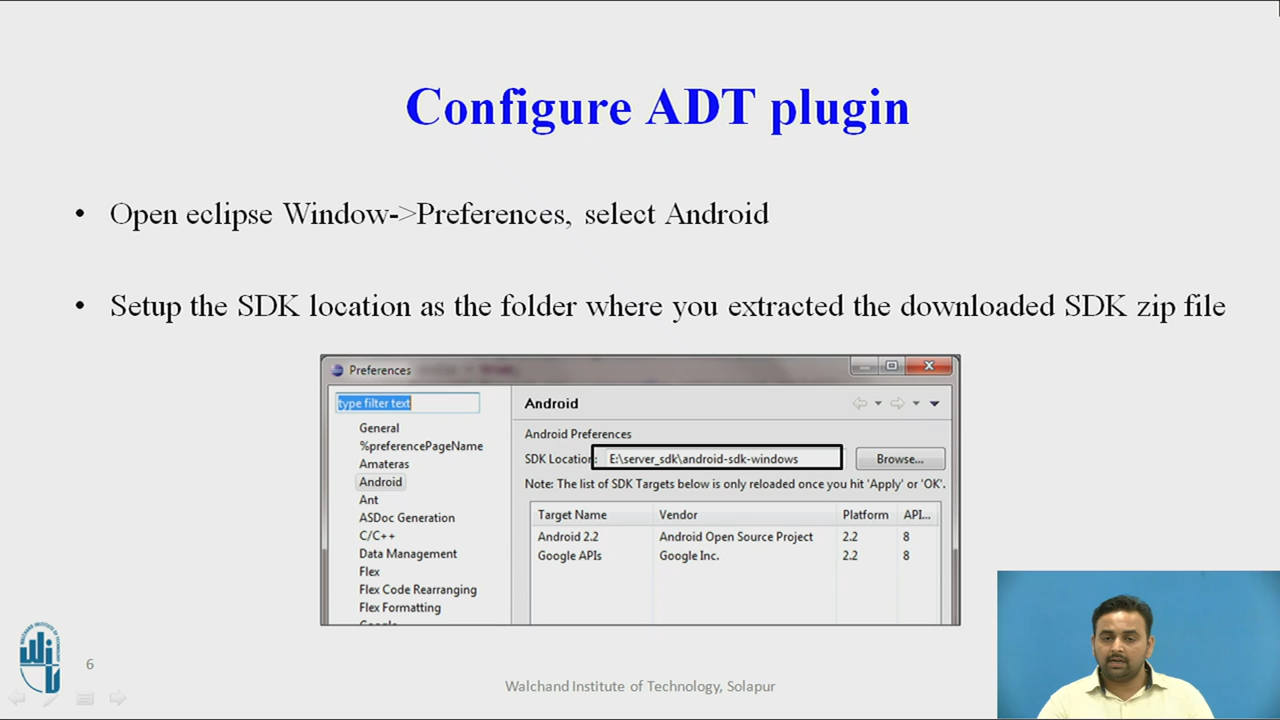 Configure ADT plugin
• Open eclipse Window->Preferences, select Android
• Setup the SDK location as the folder where you extracted the downloaded SDK zip file
Preferences
type filter text
General
%preferencePageName
Amateras
Android
Ant
ASDoc Generation
C/C++
Data Management
Flex
Flex Code Rearranging
Flex Formatting
Android
Android Preferences
SDK Location: E:\server_sdk\android-sdk-windows Browse...
Note: The list of SDK Targets below is only reloaded once you hit 'Apply' or 'OK'.
Target Name Vendor Platform API...
Android 2.2 Android Open Source Project 2.2 8
Google APIs Google Inc. 2.2 8
WALCHAND INSTITUTE OF TECHNOLOGY
6
Walchand Institute of Technology, Solapur